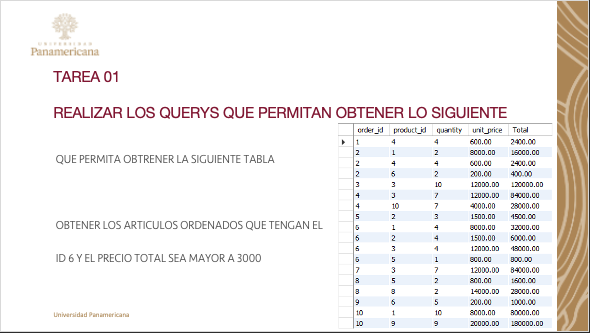 UNIVERSIDAD
Panamericana
TAREA 01
REALIZAR LOS QUERYS QUE PERMITAN OBTENER LO SIGUIENTE
QUE PERMITA OBTRENER LA SIGUIENTE TABLA
OBTENER LOS ARTICULOS ORDENADOS QUE TENGAN EL
ID 6 Y EL PRECIO TOTAL SEA MAYOR A 3000
order_id product_id quantity unit_price Total
1 4 4 600.00 2400.00
2 1 2 8000.00 16000.00
2 4 4 600.00 2400.00
2 6 2 200.00 400.00
3 3 10 12000.00 120000.00
4 3 7 12000.00 84000.00
4 10 7 4000.00 28000.00
5 2 3 1500.00 4500.00
6 1 4 8000.00 32000.00
6 2 4 1500.00 6000.00
6 3 4 12000.00 48000.00
6 5 1 800.00 800.00
7 3 7 12000.00 84000.00
8 5 2 800.00 1600.00
8 8 2 14000.00 28000.00
9 6 5 200.00 1000.00
10 1 10 8000.00 80000.00
10 9 9 20000.00 180000.00
Universidad Panamericana